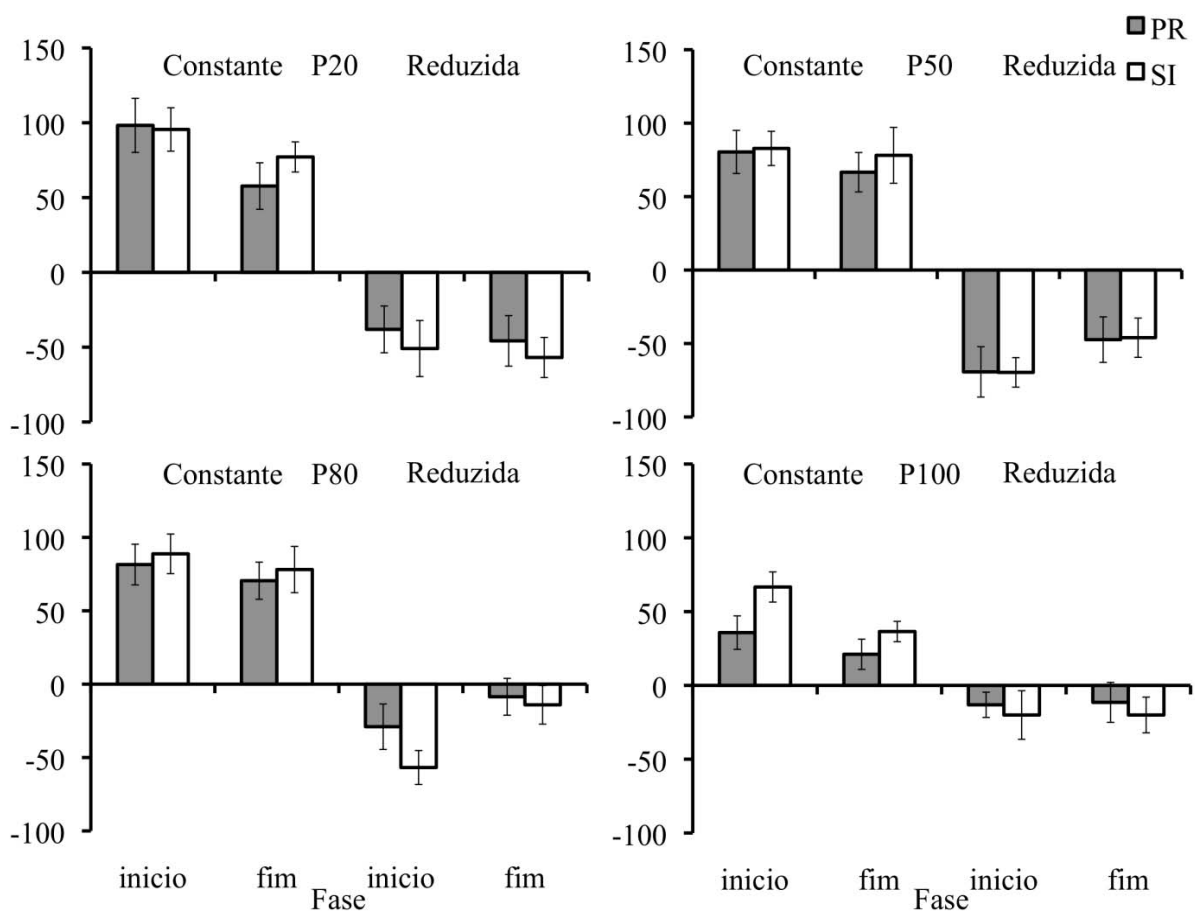 PR
SI
150
Constante P20 Reduzida
100
50
0
-50
-100
150
Constante P50 Reduzida
100
50
0
-50
-100
150
Constante P80 Reduzida
100
50
0
-50
-100
inicio fim inicio fim
Fase
150
Constante P100 Reduzida
100
50
0
-50
-100
inicio fim inicio fim
Fase